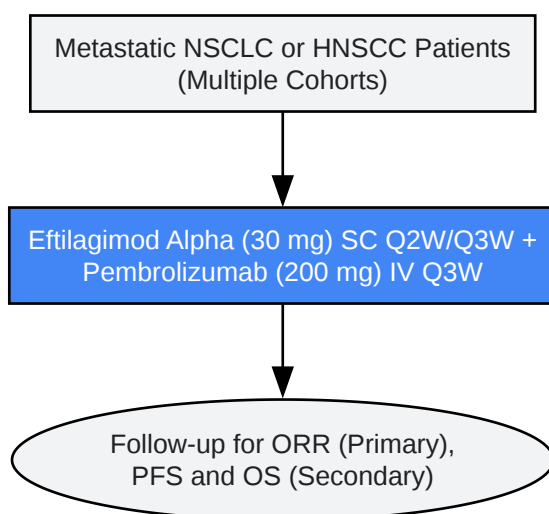 Metastatic NSCLC or HNSCC Patients
(Multiple Cohorts)
Eftilagimod Alpha (30 mg) SC Q2W/Q3W +
Pembrolizumab (200 mg) IV Q3W
Follow-up for ORR (Primary),
PFS and OS (Secondary)